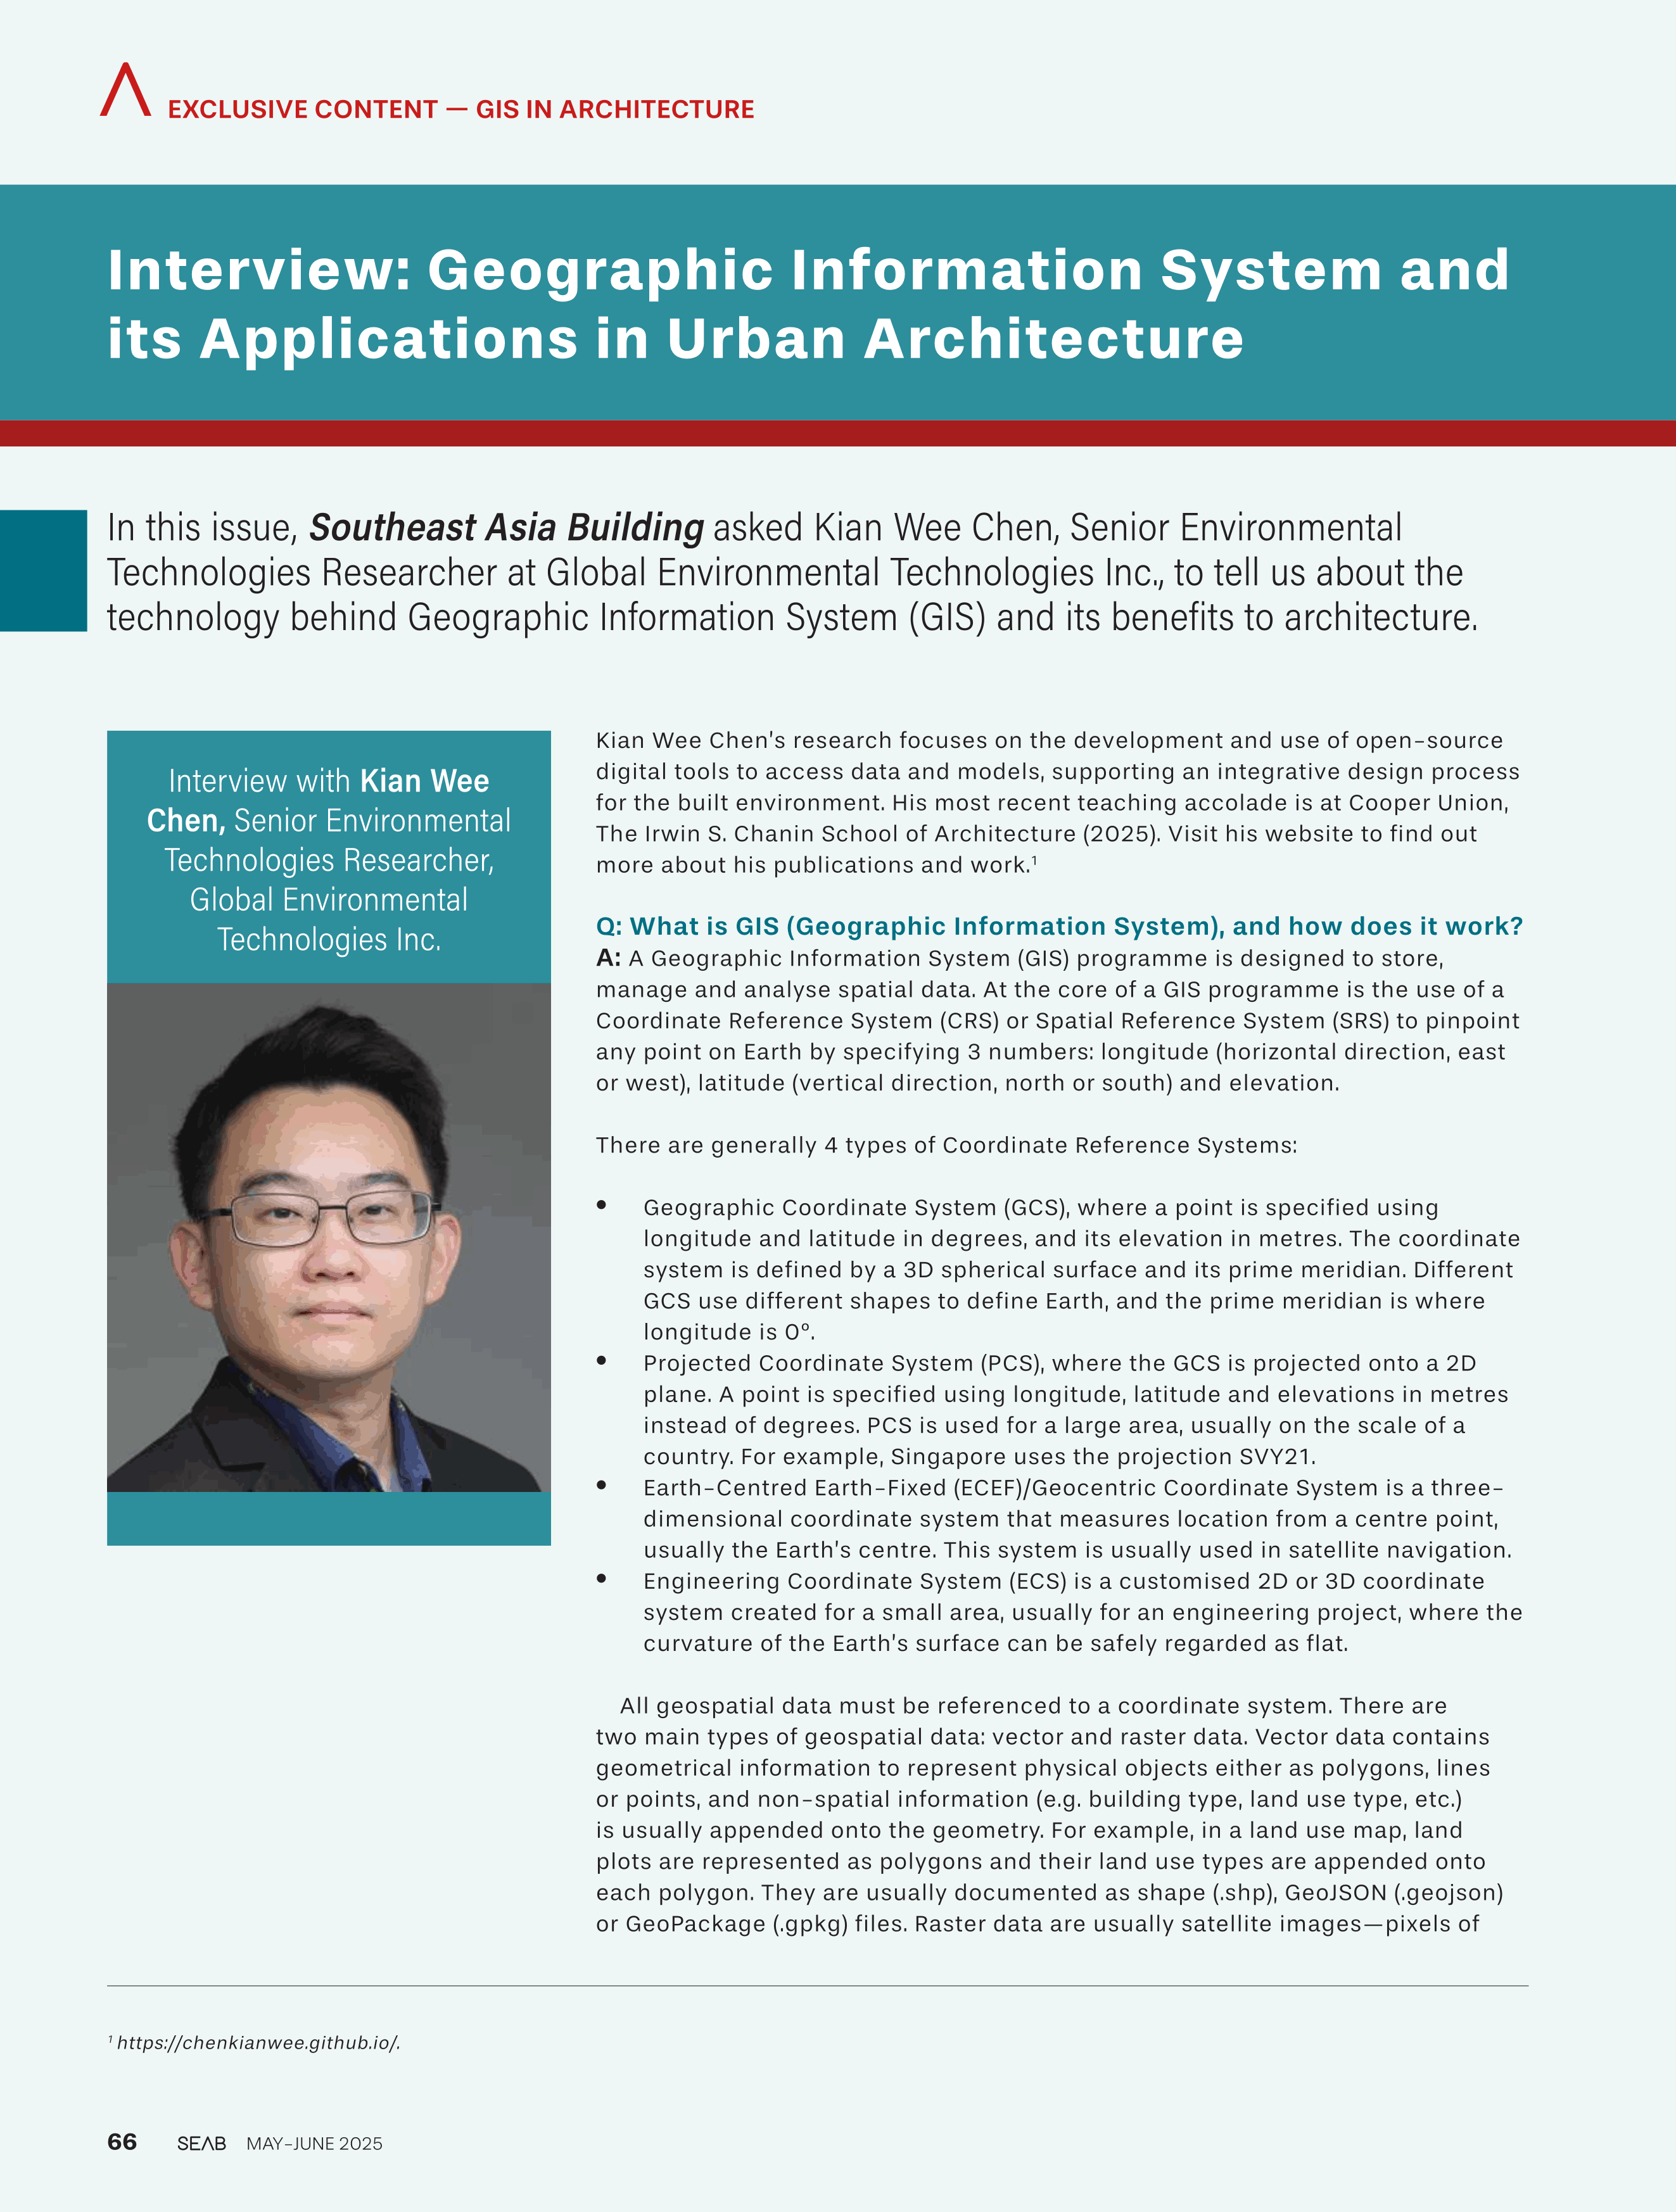 EXCLUSIVE CONTENT — GIS IN ARCHITECTURE
Interview: Geographic Information System and
its Applications in Urban Architecture
In this issue, Southeast Asia Building asked Kian Wee Chen, Senior Environmental
Technologies Researcher at Global Environmental Technologies Inc., to tell us about the
technology behind Geographic Information System (GIS) and its benefits to architecture.
Interview with Kian Wee
Chen, Senior Environmental
Technologies Researcher,
Global Environmental
Technologies Inc.
Kian Wee Chen's research focuses on the development and use of open-source
digital tools to access data and models, supporting an integrative design process
for the built environment. His most recent teaching accolade is at Cooper Union,
The Irwin S. Chanin School of Architecture (2025). Visit his website to find out
more about his publications and work.¹
Q: What is GIS (Geographic Information System), and how does it work?
A: A Geographic Information System (GIS) programme is designed to store,
manage and analyse spatial data. At the core of a GIS programme is the use of a
Coordinate Reference System (CRS) or Spatial Reference System (SRS) to pinpoint
any point on Earth by specifying 3 numbers: longitude (horizontal direction, east
or west), latitude (vertical direction, north or south) and elevation.
There are generally 4 types of Coordinate Reference Systems:
• Geographic Coordinate System (GCS), where a point is specified using
longitude and latitude in degrees, and its elevation in metres. The coordinate
system is defined by a 3D spherical surface and its prime meridian. Different
GCS use different shapes to define Earth, and the prime meridian is where
longitude is 0º.
• Projected Coordinate System (PCS), where the GCS is projected onto a 2D
plane. A point is specified using longitude, latitude and elevations in metres
instead of degrees. PCS is used for a large area, usually on the scale of a
country. For example, Singapore uses the projection SVY21.
• Earth-Centred Earth-Fixed (ECEF)/Geocentric Coordinate System is a three-
dimensional coordinate system that measures location from a centre point,
usually the Earth's centre. This system is usually used in satellite navigation.
• Engineering Coordinate System (ECS) is a customised 2D or 3D coordinate
system created for a small area, usually for an engineering project, where the
curvature of the Earth's surface can be safely regarded as flat.
All geospatial data must be referenced to a coordinate system. There are
two main types of geospatial data: vector and raster data. Vector data contains
geometrical information to represent physical objects either as polygons, lines
or points, and non-spatial information (e.g. building type, land use type, etc.)
is usually appended onto the geometry. For example, in a land use map, land
plots are represented as polygons and their land use types are appended onto
each polygon. They are usually documented as shape (.shp), GeoJSON (.geojson)
or GeoPackage (.gpkg) files. Raster data are usually satellite images—pixels of
¹ https://chenkianwee.github.io/.
66 SEAB MAY-JUNE 2025